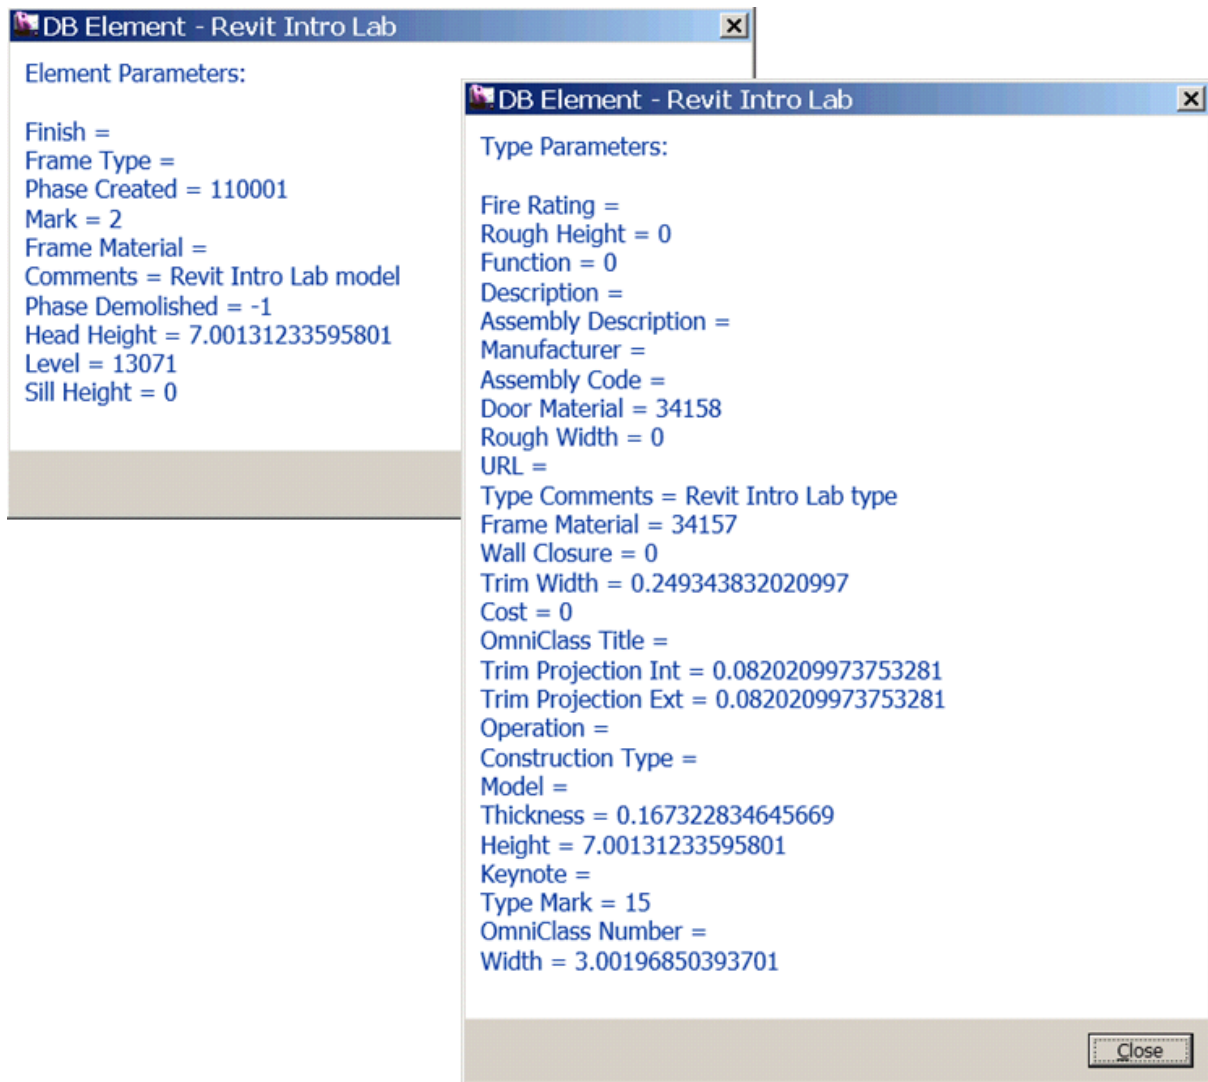 DB Element - Revit Intro Lab
Element Parameters:
Finish =
Frame Type =
Phase Created = 110001
Mark = 2
Frame Material =
Comments = Revit Intro Lab model
Phase Demolished = -1
Head Height = 7.00131233595801
Level = 13071
Sill Height = 0
DB Element - Revit Intro Lab
Type Parameters:
Fire Rating =
Rough Height = 0
Function = 0
Description =
Assembly Description =
Manufacturer =
Assembly Code =
Door Material = 34158
Rough Width = 0
URL =
Type Comments = Revit Intro Lab type
Frame Material = 34157
Wall Closure = 0
Trim Width = 0.249343832020997
Cost = 0
OmniClass Title =
Trim Projection Int = 0.0820209973753281
Trim Projection Ext = 0.0820209973753281
Operation =
Construction Type =
Model =
Thickness = 0.167322834645669
Height = 7.00131233595801
Keynote =
Type Mark = 15
OmniClass Number =
Width = 3.00196850393701
Close